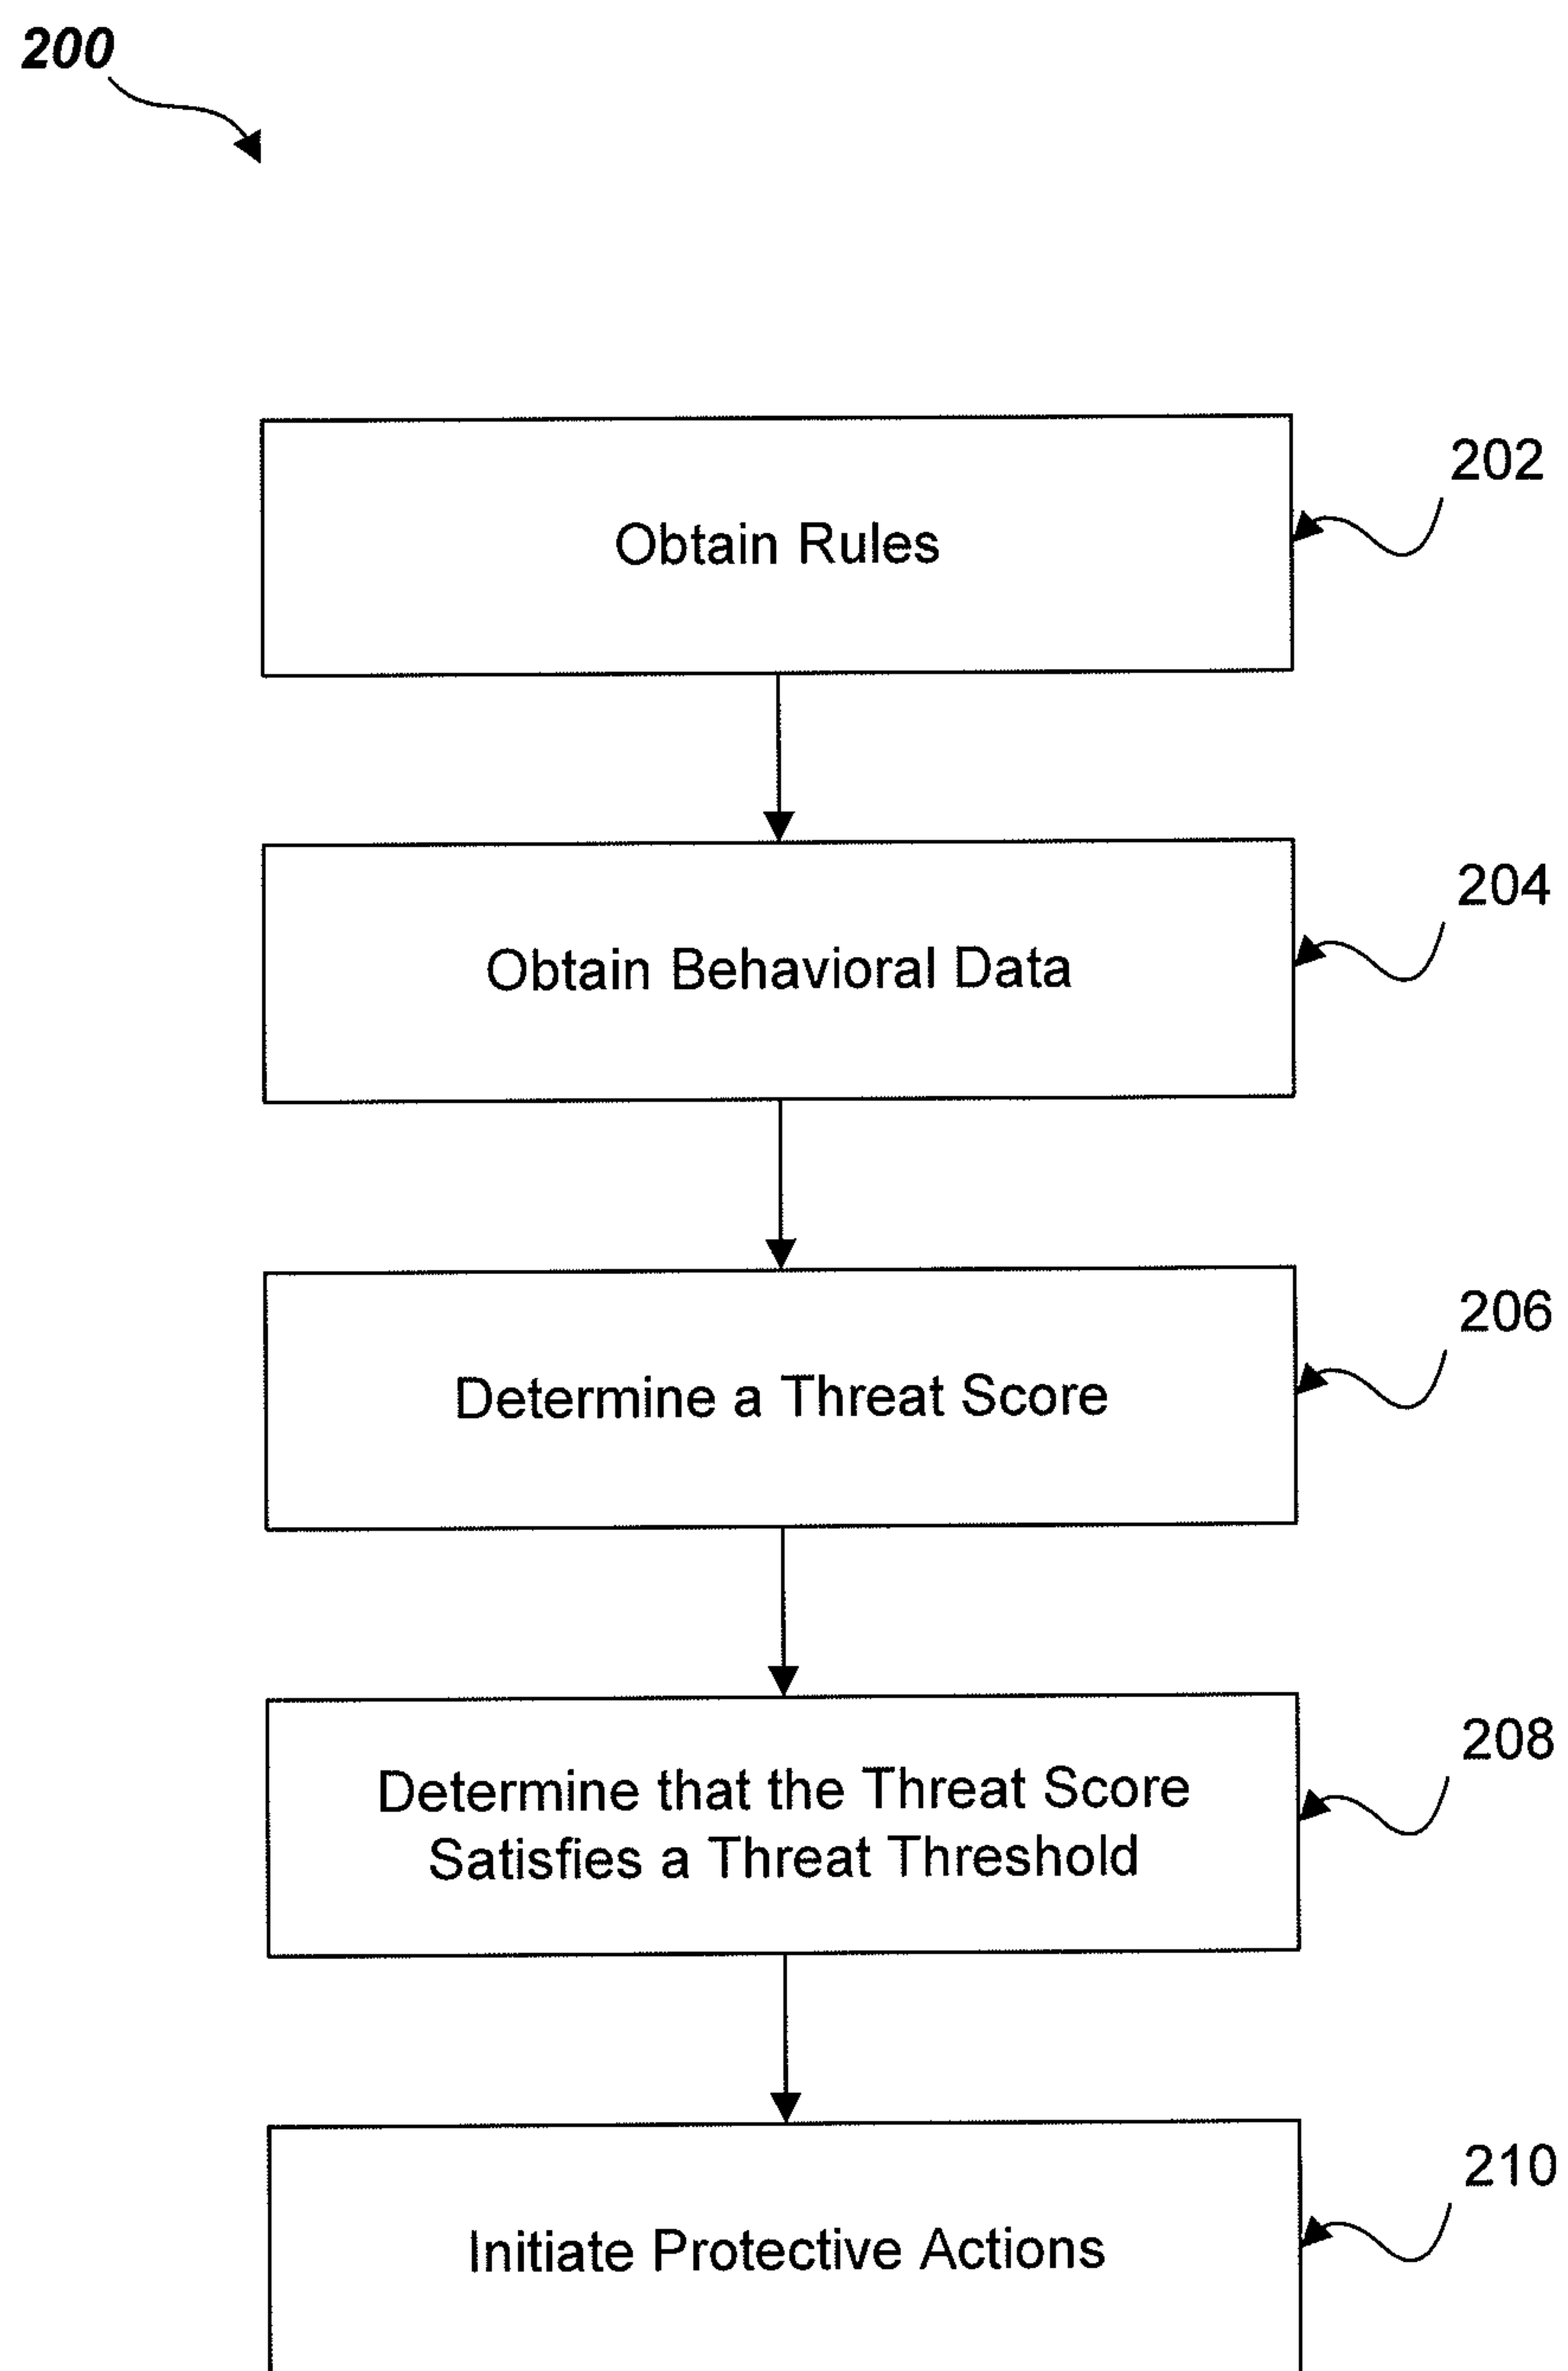 200
Obtain Rules
202
Obtain Behavioral Data
204
Determine a Threat Score
206
Determine that the Threat Score
Satisfies a Threat Threshold
208
Initiate Protective Actions
210